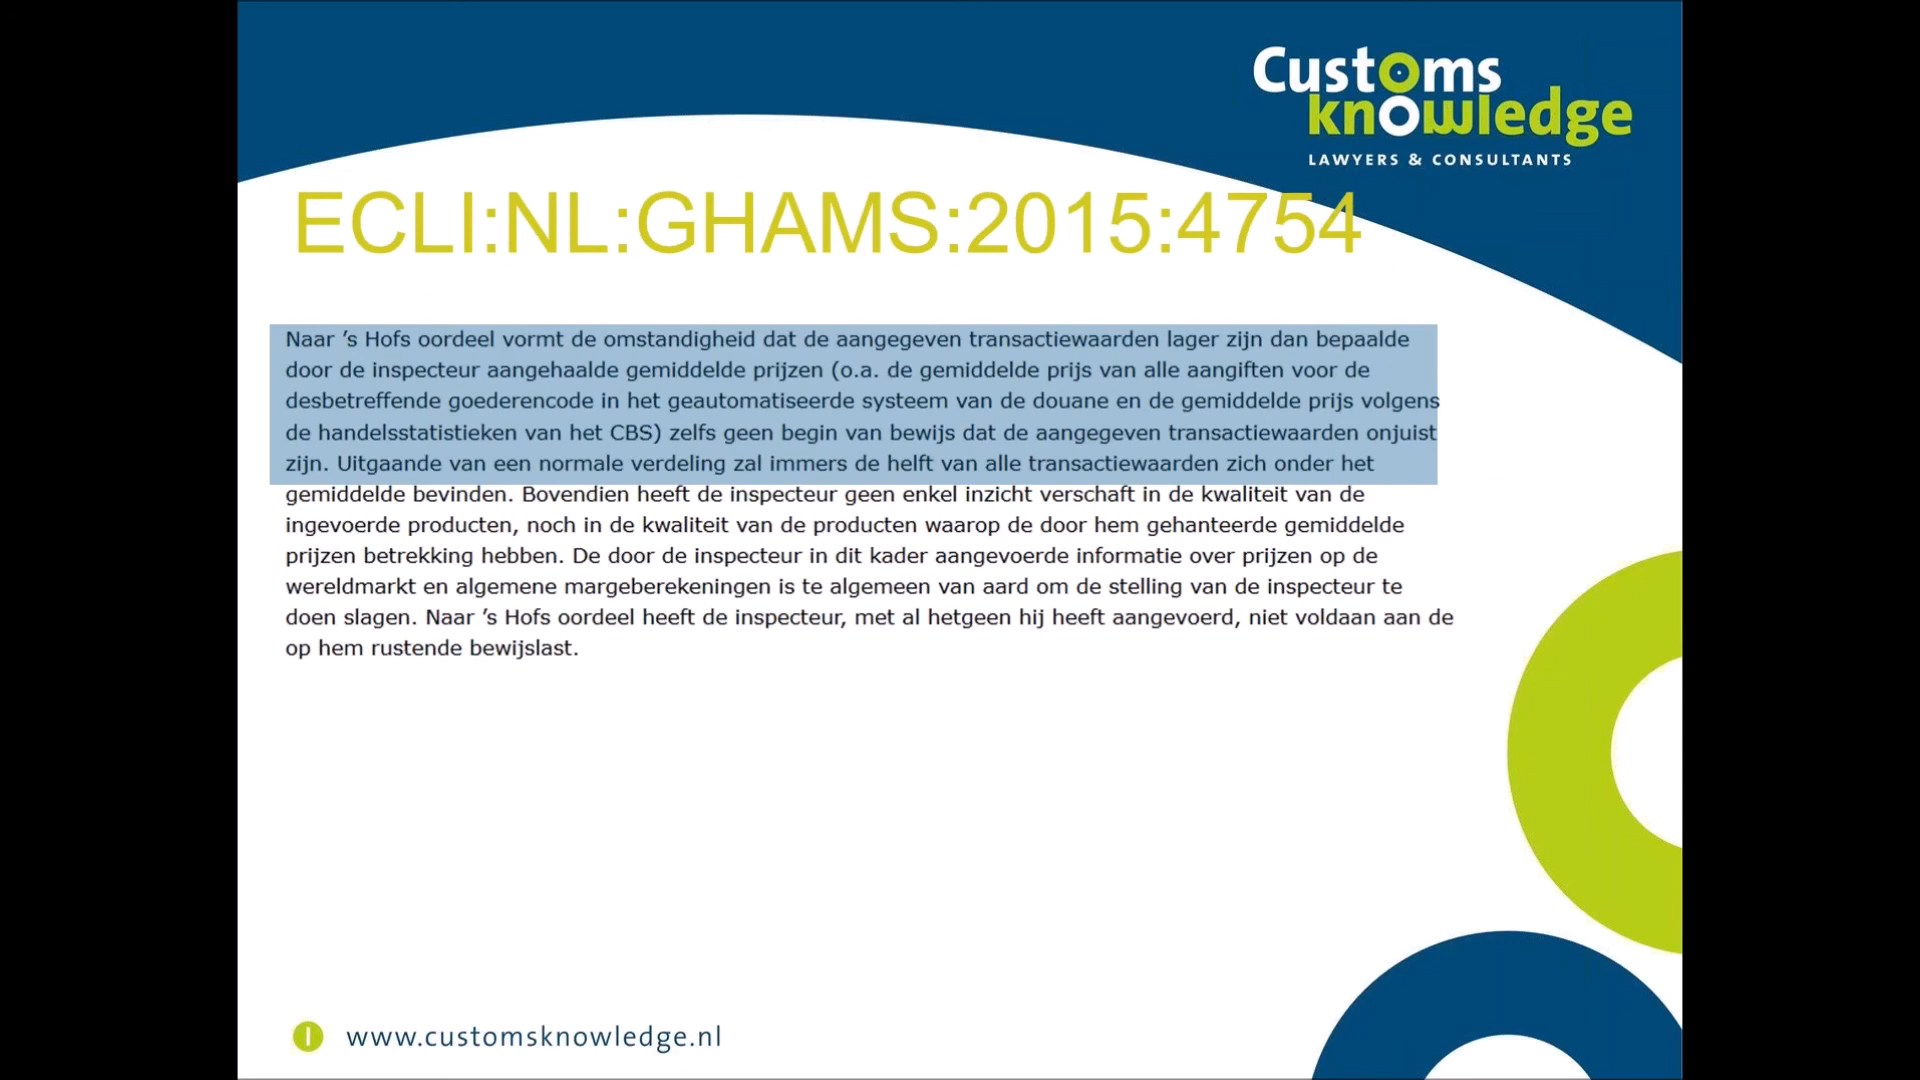 Customs
knowledge
LAWYERS & CONSULTANTS
ECLI:NL:GHAMS:2015:4754
Naar ’s Hofs oordeel vormt de omstandigheid dat de aangegeven transactiewaarden lager zijn dan bepaalde
door de inspecteur aangehaalde gemiddelde prijzen (o.a. de gemiddelde prijs van alle aangiften voor de
desbetreffende goederencode in het geautomatiseerde systeem van de douane en de gemiddelde prijs volgens
de handelsstatistieken van het CBS) zelfs geen begin van bewijs dat de aangegeven transactiewaarden onjuist
zijn. Uitgaande van een normale verdeling zal immers de helft van alle transactiewaarden zich onder het
gemiddelde bevinden. Bovendien heeft de inspecteur geen enkel inzicht verschaft in de kwaliteit van de
ingevoerde producten, noch in de kwaliteit van de producten waarop de door hem gehanteerde gemiddelde
prijzen betrekking hebben. De door de inspecteur in dit kader aangevoerde informatie over prijzen op de
wereldmarkt en algemene margeberekeningen is te algemeen van aard om de stelling van de inspecteur te
doen slagen. Naar ’s Hofs oordeel heeft de inspecteur, met al hetgeen hij heeft aangevoerd, niet voldaan aan de
op hem rustende bewijslast.
www.customsknowledge.nl